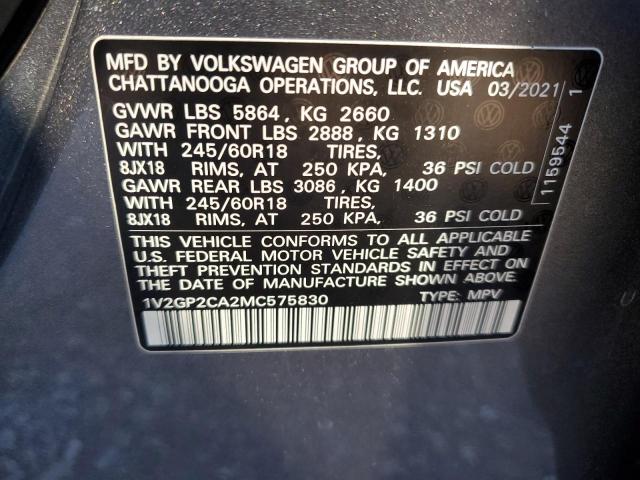 MFD BY VOLKSWAGEN GROUP OF AMERICA
CHATTANOOGA OPERATIONS, LLC. USA 03/2021
GVWR LBS 5864, KG 2660
GAWR FRONT LBS 2888, KG 1310
WITH 245/60R18 TIRES,
8JX18 RIMS, AT 250 KPA, 36 PSI COLD
GAWR REAR LBS 3086, KG 1400
WITH 245/60R18 TIRES,
8JX18 RIMS, AT 250 KPA, 36 PSI COLD
THIS VEHICLE CONFORMS TO ALL APPLICABLE
U.S. FEDERAL MOTOR VEHICLE SAFETY AND
THEFT PREVENTION STANDARDS IN EFFECT ON
THE DATE OF MANUFACTURE SHOWN ABOVE.
1V2GP2CA2MC575830 TYPE: MPV
1159544 1